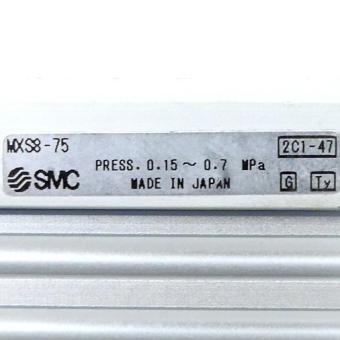 MXS8-75 2C1-47
SMC PRESS. 0.15～0.7 MPa
MADE IN JAPAN G Ty